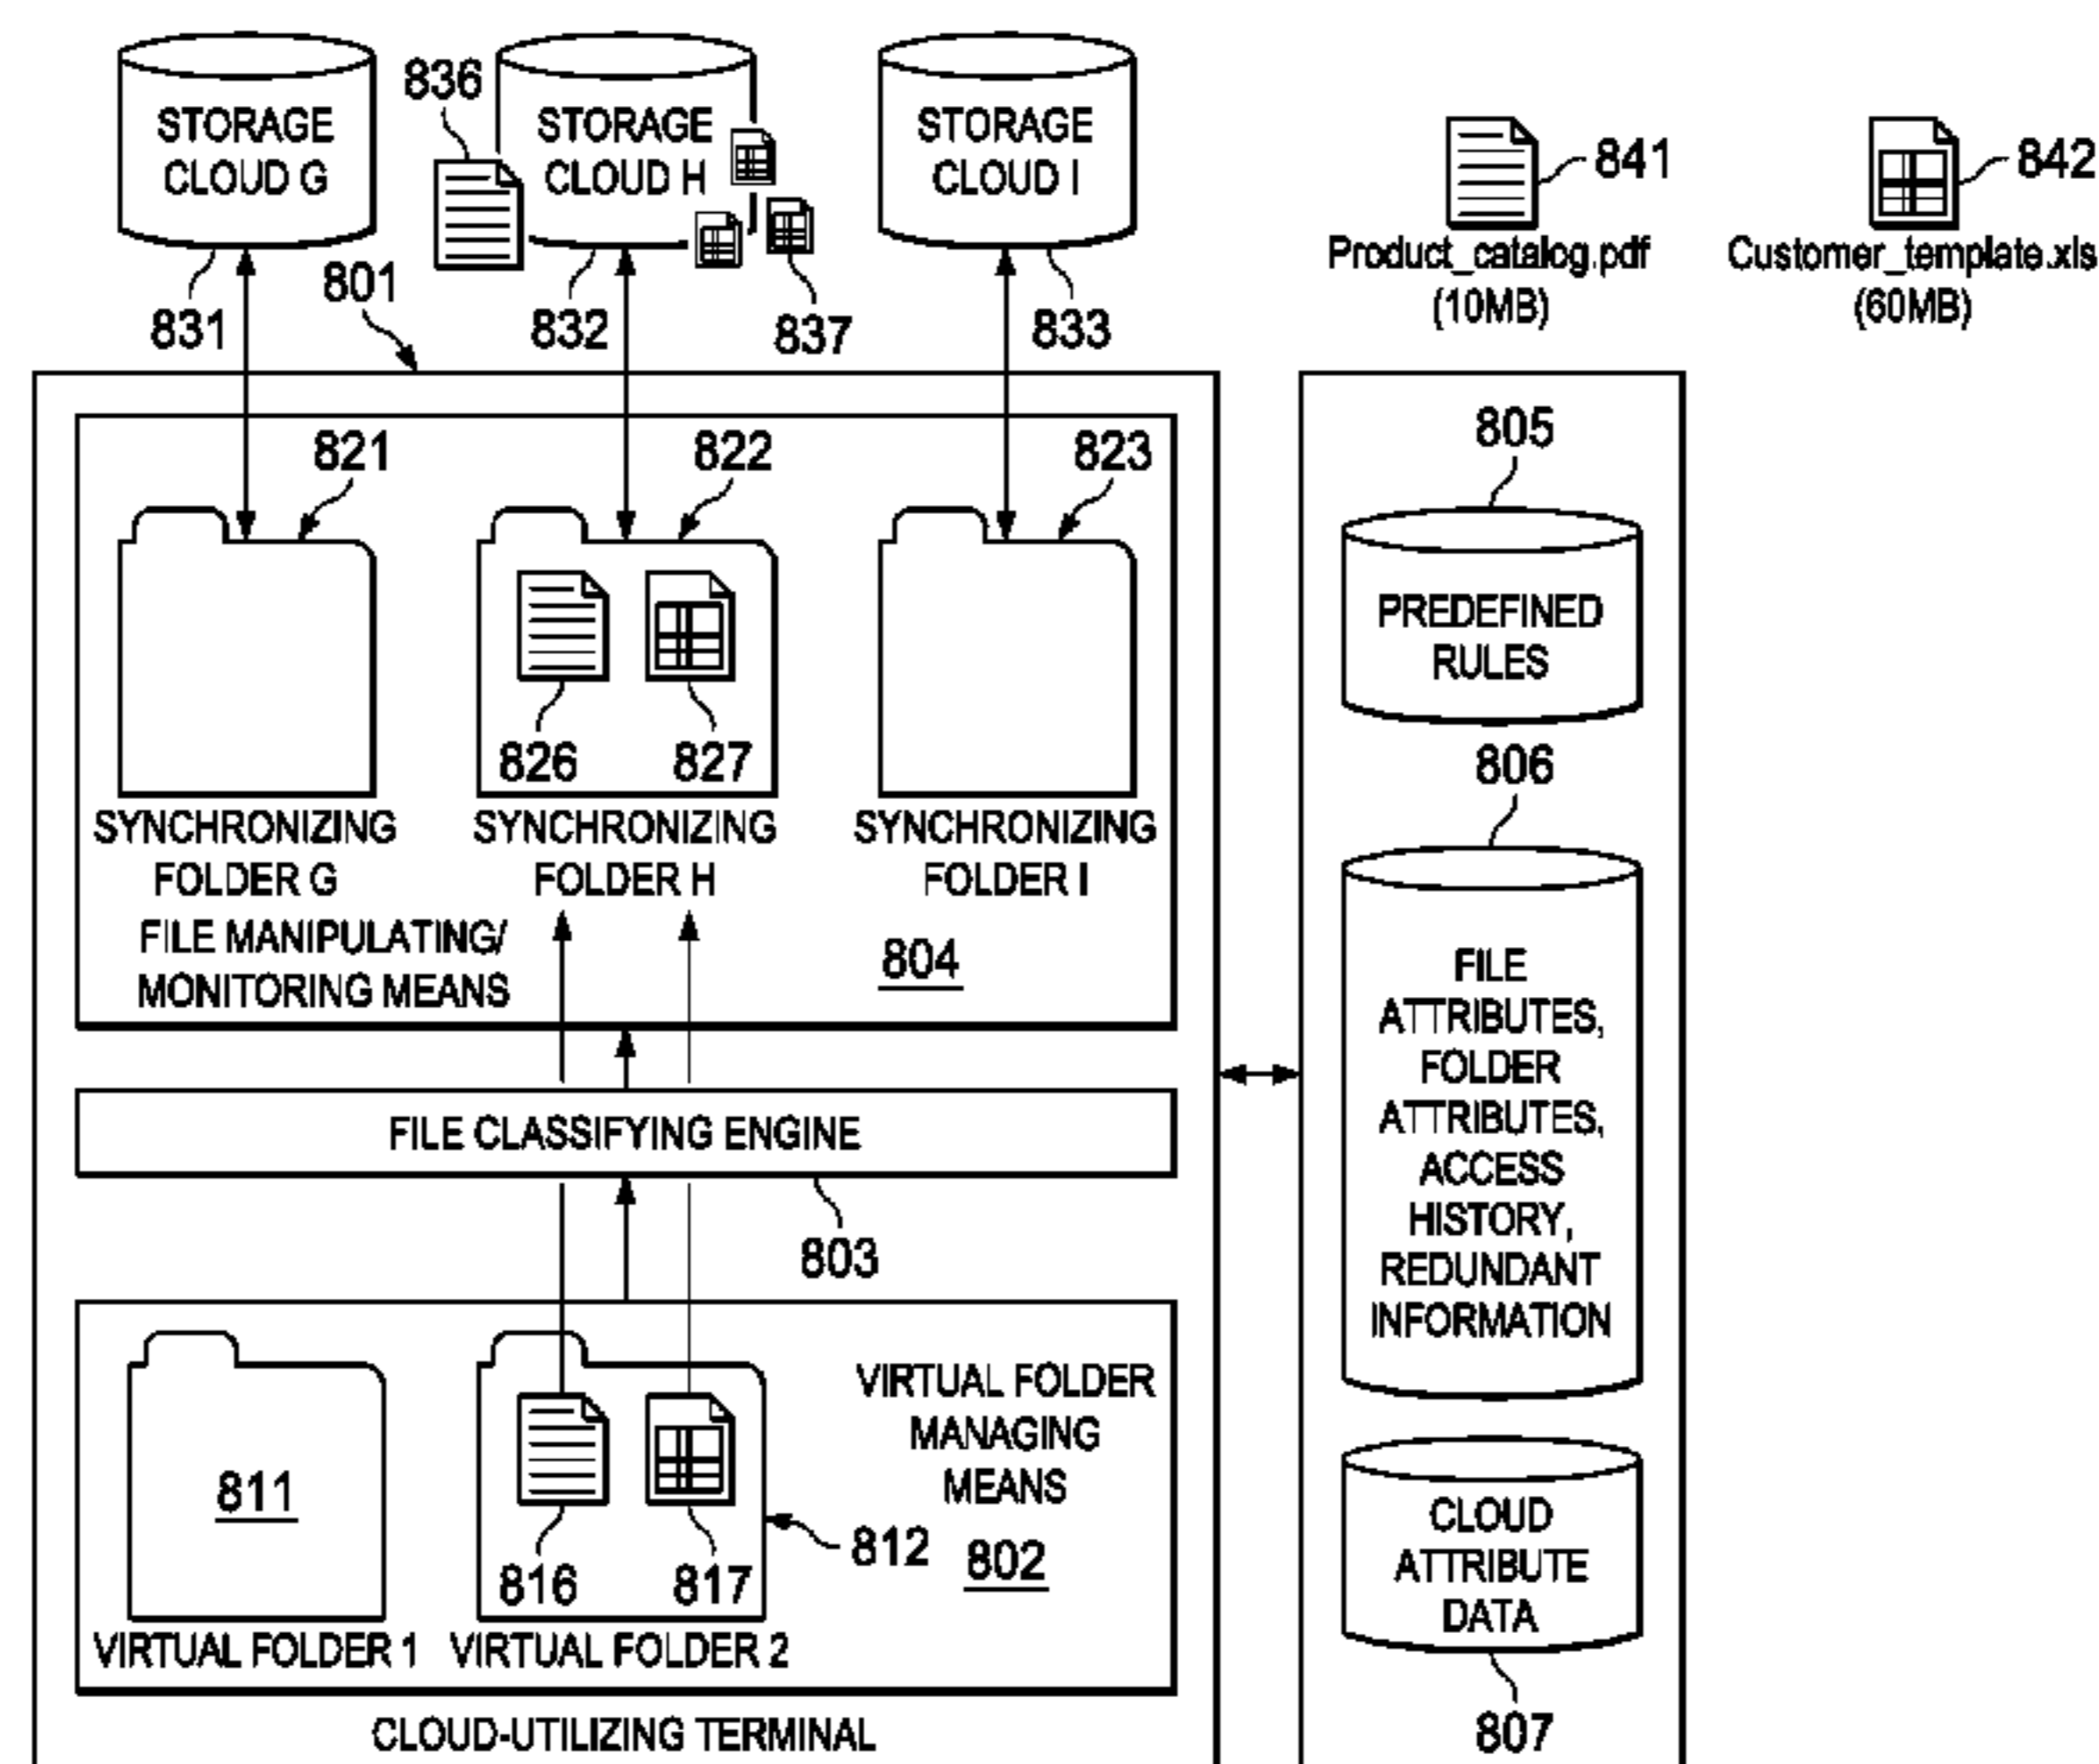 STORAGE
CLOUD G
836
STORAGE
CLOUD H
STORAGE
CLOUD I
841
842
Product_catalog.pdf
(10MB)
Customer_template.xls
(60MB)
831
801
832
837
833
821
822
823
826
827
SYNCHRONIZING
FOLDER G
SYNCHRONIZING
FOLDER H
SYNCHRONIZING
FOLDER I
FILE MANIPULATING/
MONITORING MEANS
804
FILE CLASSIFYING ENGINE
803
811
VIRTUAL FOLDER 1
816
817
812
VIRTUAL FOLDER 2
VIRTUAL FOLDER
MANAGING
MEANS
802
CLOUD-UTILIZING TERMINAL
805
PREDEFINED
RULES
806
FILE
ATTRIBUTES,
FOLDER
ATTRIBUTES,
ACCESS
HISTORY,
REDUNDANT
INFORMATION
CLOUD
ATTRIBUTE
DATA
807